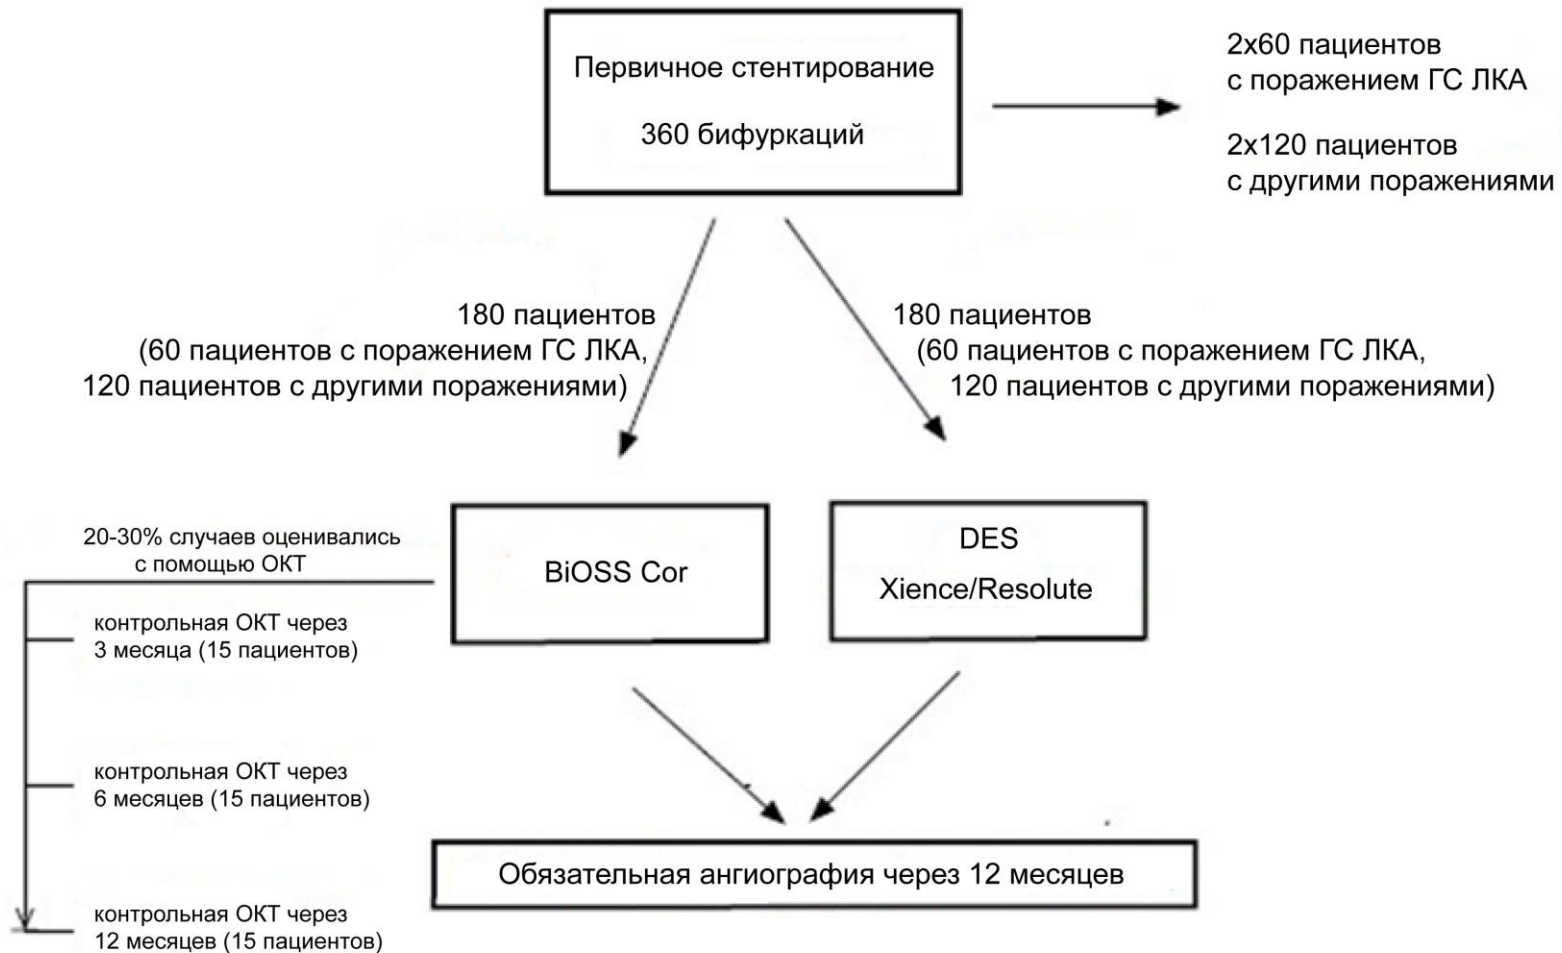 Первичное стентирование
360 бифуркаций
2х60 пациентов
с поражением ГС ЛКА
2х120 пациентов
с другими поражениями
180 пациентов
(60 пациентов с поражением ГС ЛКА,
120 пациентов с другими поражениями)
180 пациентов
(60 пациентов с поражением ГС ЛКА,
120 пациентов с другими поражениями)
20-30% случаев оценивались
с помощью ОКТ
BiOSS Cor
DES
Xience/Resolute
контрольная ОКТ через
3 месяца (15 пациентов)
контрольная ОКТ через
6 месяцев (15 пациентов)
Обязательная ангиография через 12 месяцев
контрольная ОКТ через
12 месяцев (15 пациентов)